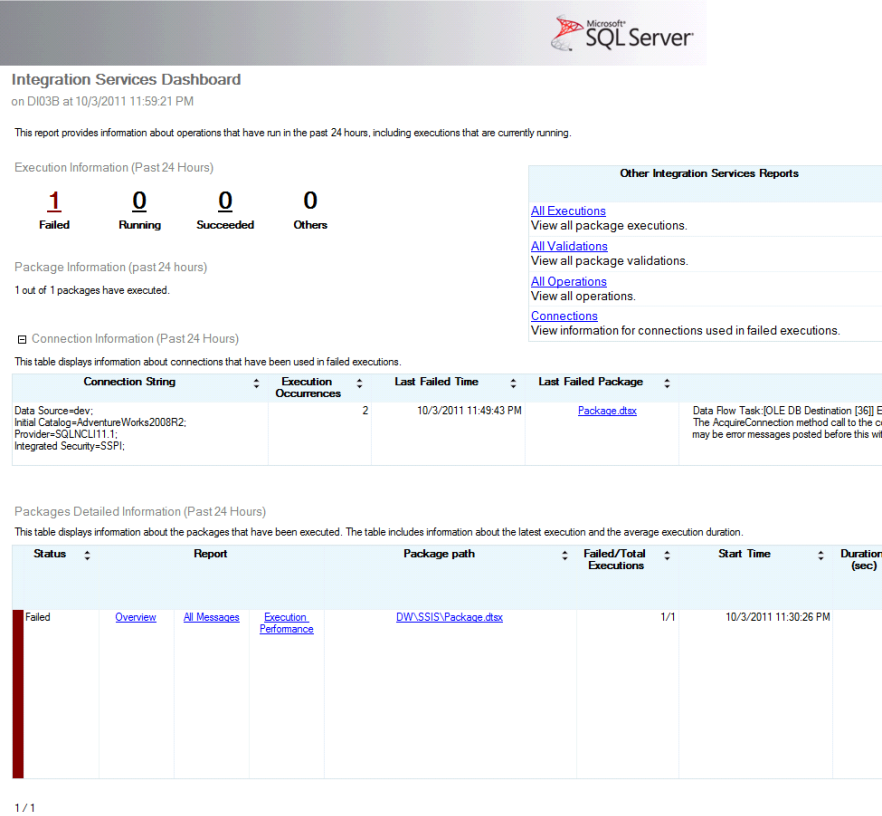 Microsoft®
SQL Server
Integration Services Dashboard
on DI03B at 10/3/2011 11:59:21 PM
This report provides information about operations that have run in the past 24 hours, including executions that are currently running.
Execution Information (Past 24 Hours)
1 0 0 0
Failed Running Succeeded Others
Other Integration Services Reports
All Executions
View all package executions.
All Validations
View all package validations.
All Operations
View all operations.
Connections
View information for connections used in failed executions.
Package Information (past 24 hours)
1 out of 1 packages have executed.
Connection Information (Past 24 Hours)
This table displays information about connections that have been used in failed executions.
Connection String Execution Last Failed Time Last Failed Package
Occurrences
Data Source=dev; 2 10/3/2011 11:49:43 PM Package.dtsx Data Flow Task:[OLE DB Destination [36]] E
Initial Catalog=AdventureWorks2008R2; The AcquireConnection method call to the
Provider=SQLNCLI11.1; may be error messages posted before this
Integrated Security=SSPI;
Packages Detailed Information (Past 24 Hours)
This table displays information about the packages that have been executed. The table includes information about the latest execution and the average execution duration.
Status Report Package path Failed/Total Start Time Duration
Executions (sec)
Failed Overview All Messages Execution DW\SSIS\Package.dtsx 1/1 10/3/2011 11:30:26 PM
Performance
1 / 1